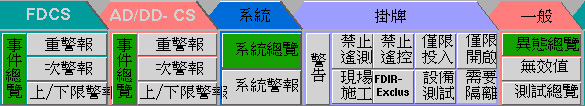 FDCS
AD/DD- CS
系統
掛牌
一般
事件總覽
重警報
次警報
上/下限警報
事件總覽
重警報
次警報
上/下限警報
系統總覽
系統警報
警告
禁止遙測
禁止遙控
僅限投入
僅限開啟
現場施工
FDIR-Exclus
設備測試
需要隔離
異態總覽
無效值
測試總覽